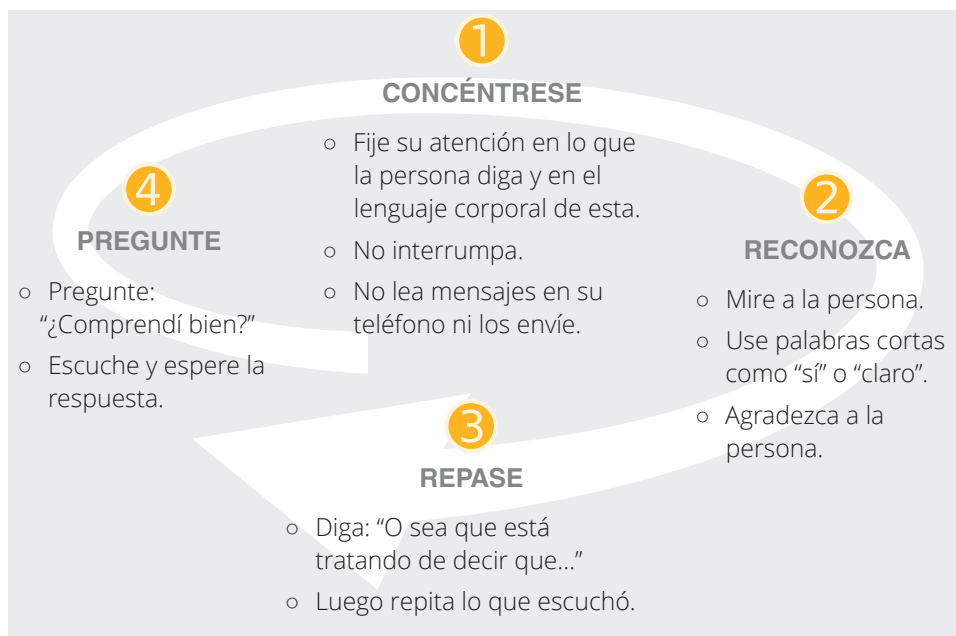 1
CONCÉNTRESE
○ Fije su atención en lo que
la persona diga y en el
lenguaje corporal de esta.
○ No interrumpa.
○ No lea mensajes en su
teléfono ni los envíe.
2
RECONOZCA
○ Mire a la persona.
○ Use palabras cortas
como “sí” o “claro”.
○ Agradezca a la
persona.
3
REPASE
○ Diga: “O sea que está
tratando de decir que...”
○ Luego repita lo que escuchó.
4
PREGUNTE
○ Pregunte:
“¿Comprendí bien?”
○ Escuche y espere la
respuesta.